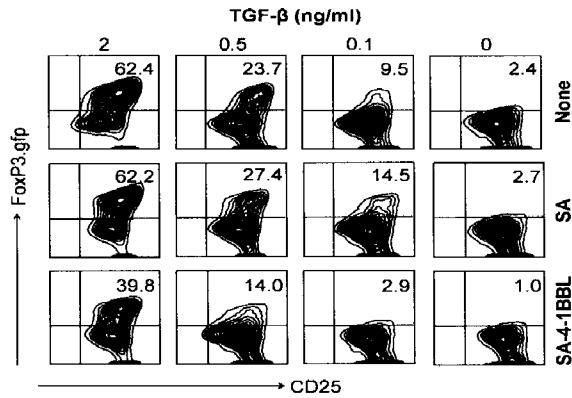 TGF-β (ng/ml)
2 0.5 0.1 0
62.4 23.7 9.5 2.4 None
62.2 27.4 14.5 2.7 SA
39.8 14.0 2.9 1.0 SA-4-1BBL
FoxP3.gfp
CD25